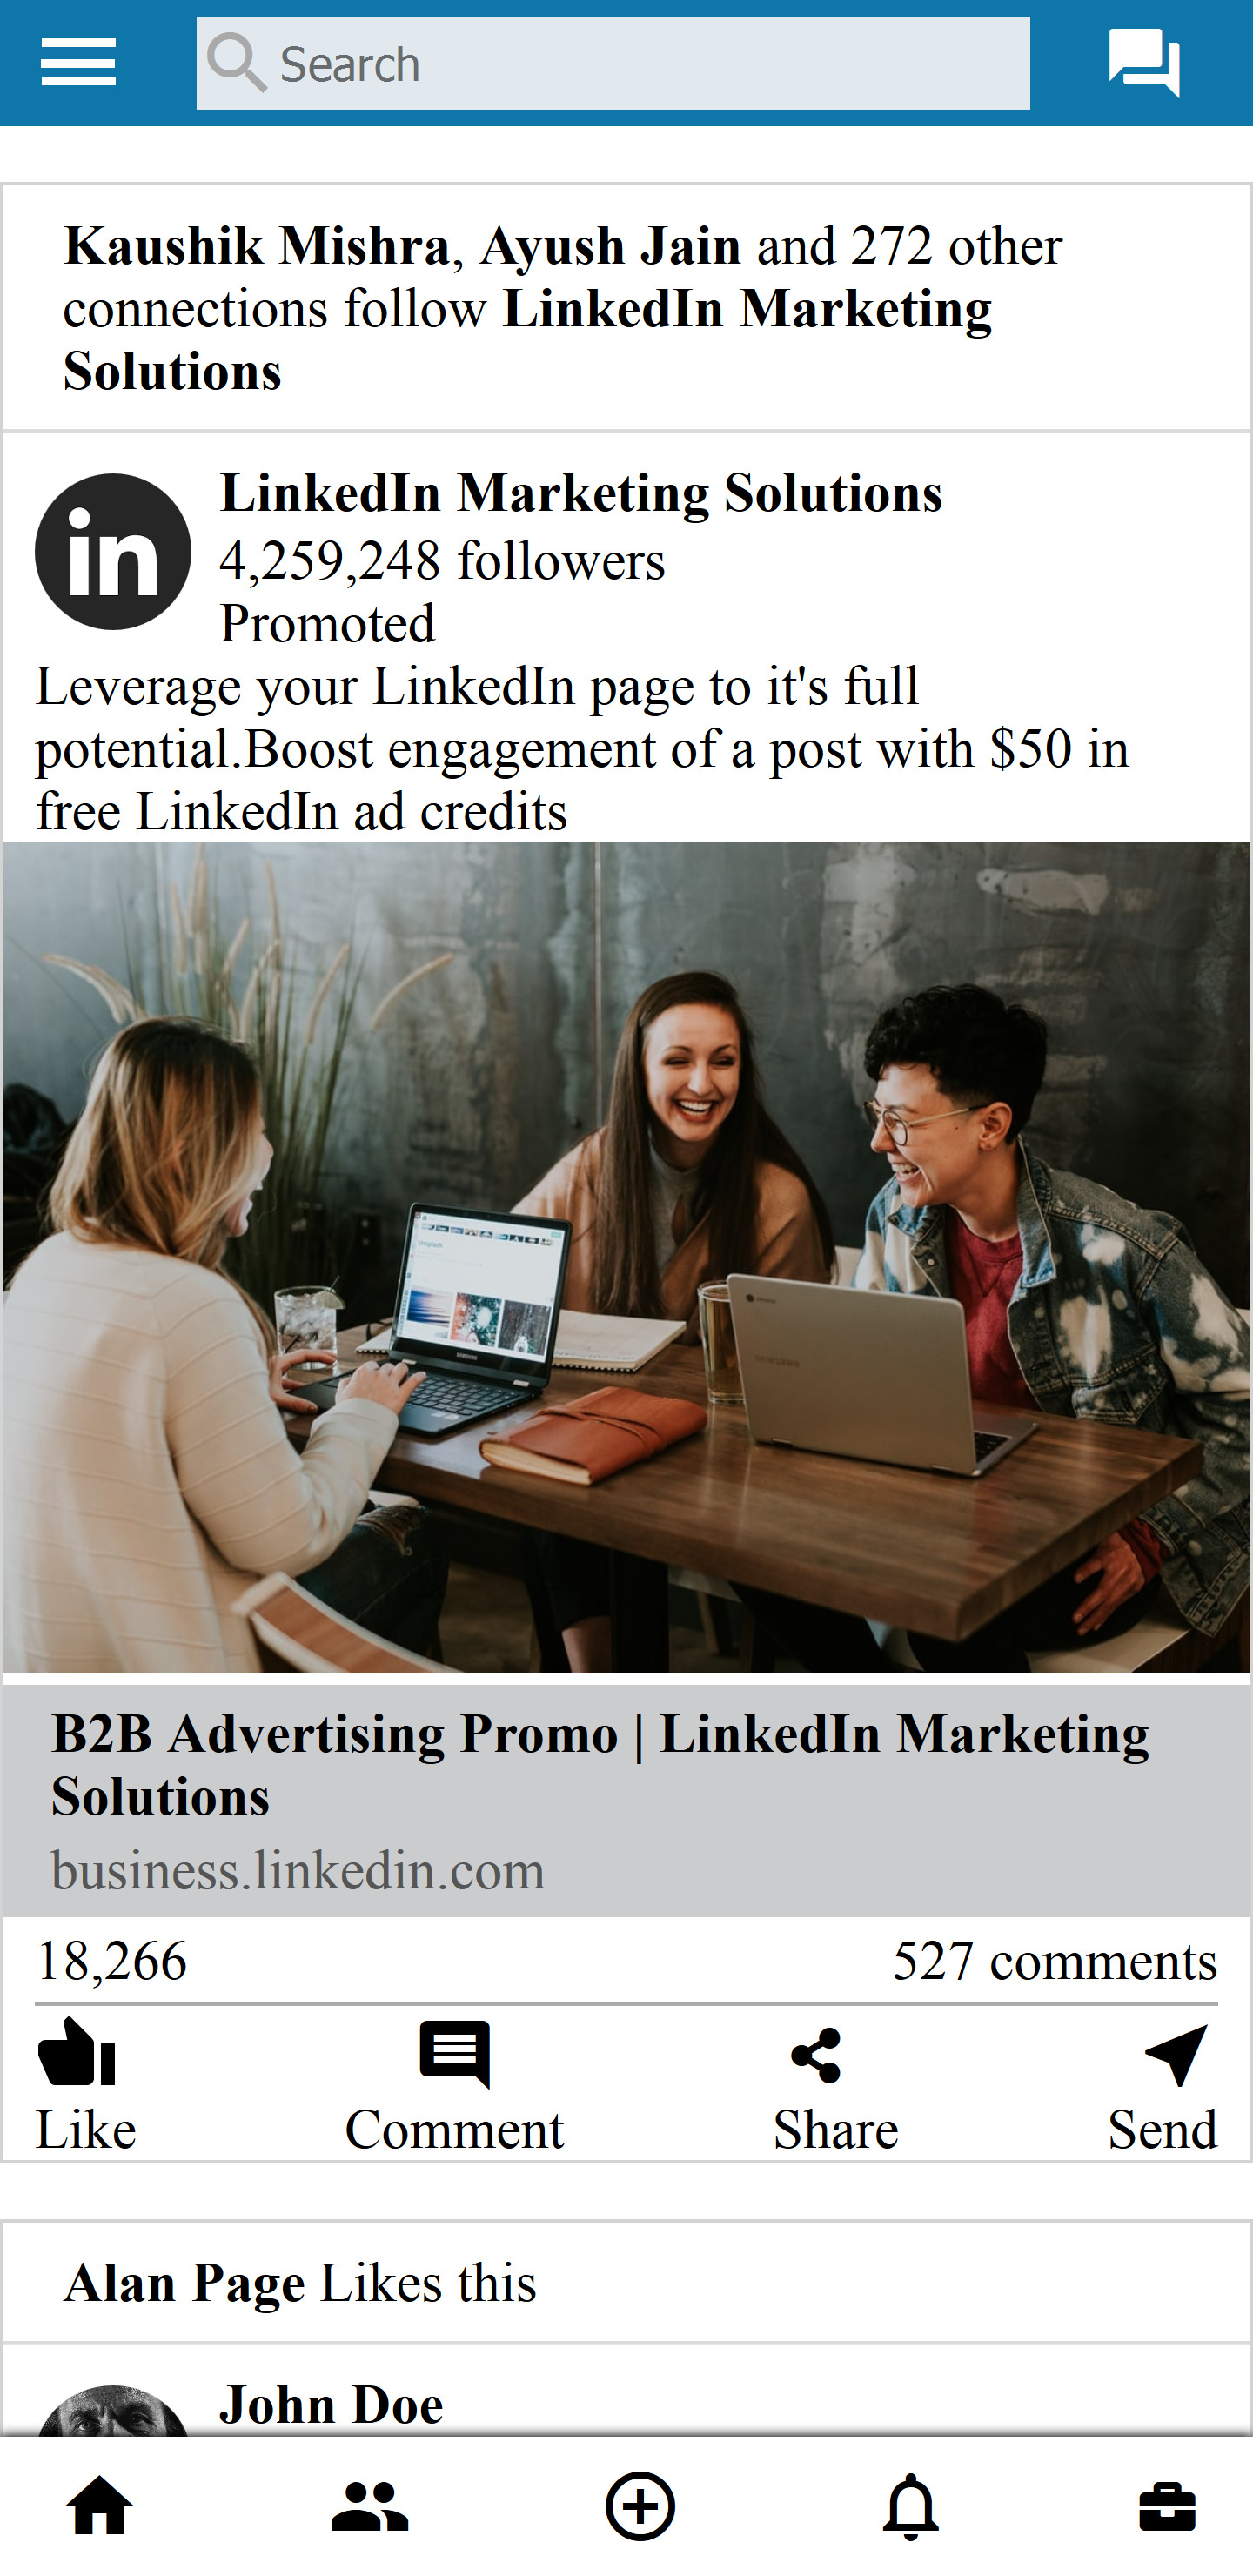 Search
Kaushik Mishra, Ayush Jain and 272 other
connections follow LinkedIn Marketing
Solutions
in
LinkedIn Marketing Solutions
4,259,248 followers
Promoted
Leverage your LinkedIn page to it's full
potential.Boost engagement of a post with $50 in
free LinkedIn ad credits
Unsplash
SAMSUNG
SAMSUNG
B2B Advertising Promo | LinkedIn Marketing
Solutions
business.linkedin.com
18,266
527 comments
Like
Comment
Share
Send
Alan Page Likes this
John Doe